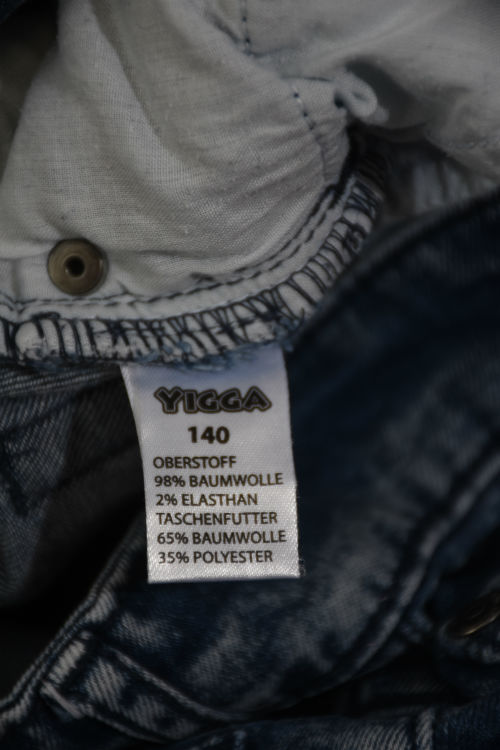 YIGGA
140
OBERSTOFF
98% BAUMWOLLE
2% ELASTHAN
TASCHENFUTTER
65% BAUMWOLLE
35% POLYESTER